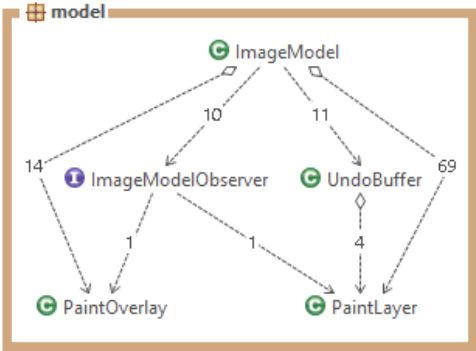 model
C ImageModel
10 11
14 69
I ImageModelObserver C UndoBuffer
1 1 4
C PaintOverlay C PaintLayer